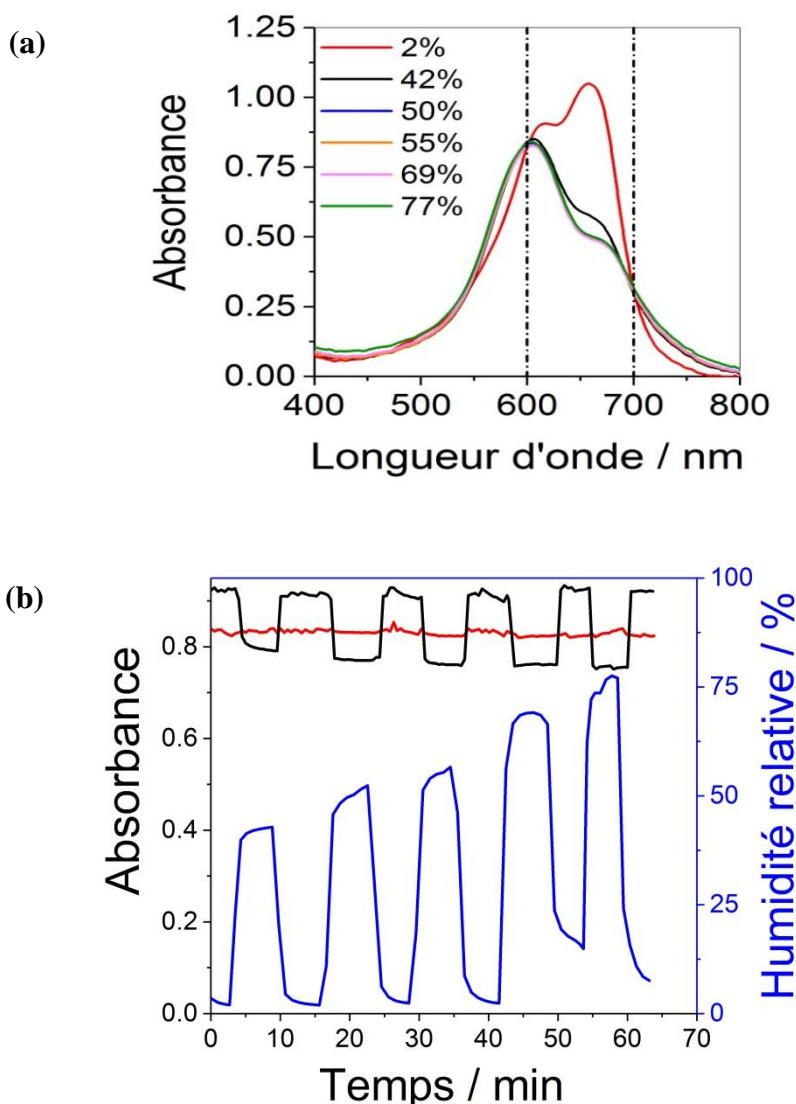 (a)
Absorbance
1.25
1.00
0.75
0.50
0.25
0.00
2%
42%
50%
55%
69%
77%
400 500 600 700 800
Longueur d'onde / nm
(b)
Absorbance
0.8
0.6
0.4
0.2
0.0
100
75
50
25
0
Humidité relative / %
0 10 20 30 40 50 60 70
Temps / min